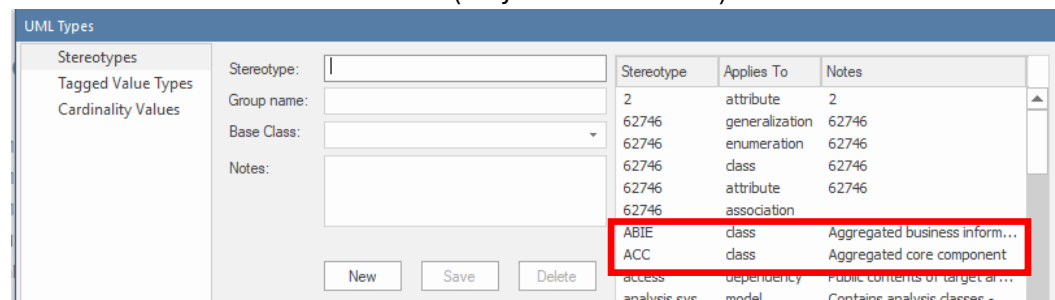 UML Types
Stereotypes
Tagged Value Types
Cardinality Values
Stereotype:
Group name:
Base Class:
Notes:
New Save Delete
Stereotype Applies To Notes
2 attribute 2
62746 generalization 62746
62746 enumeration 62746
62746 class 62746
62746 attribute 62746
62746 association
ABIE class Aggregated business inform...
ACC class Aggregated core component
access dependency Public contents of target ar...
analysis sys model Contains analysis classes -